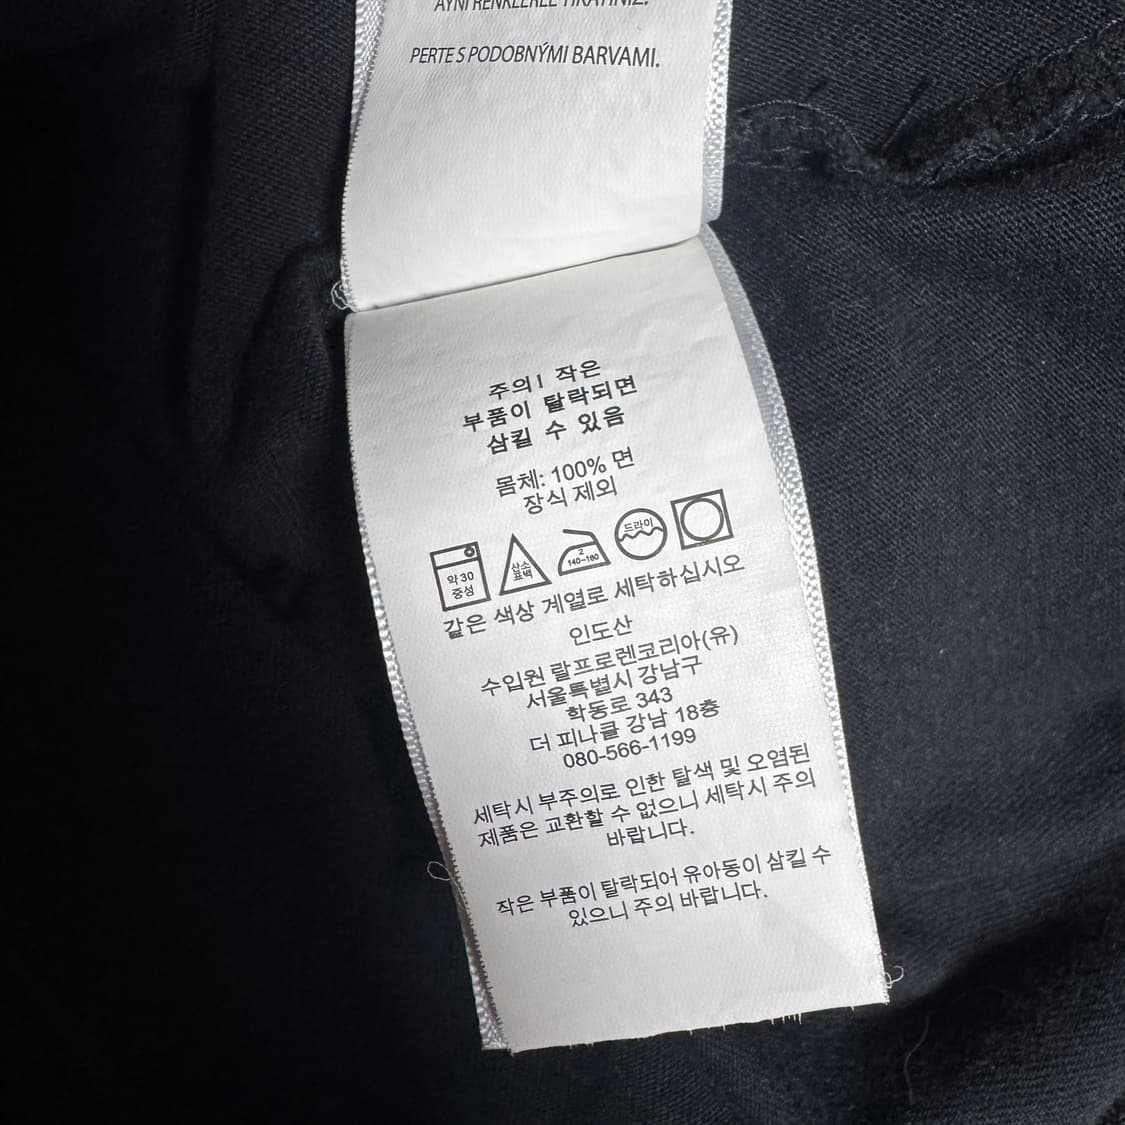 AYNI RENKLERLE YIKAYINIZ.
PERTE S PODOBNÝMI BARVAMI.
주의! 작은
부품이 탈락되면
삼킬 수 있음
몸체: 100% 면
장식 제외
약 30
중성
산소
표백
2
140~160
드라이
같은 색상 계열로 세탁하십시오
인도산
수입원 랄프로렌코리아(유)
서울특별시 강남구
학동로 343
더 피나클 강남 18층
080-566-1199
세탁시 부주의로 인한 탈색 및 오염된
제품은 교환할 수 없으니 세탁시 주의
바랍니다.
작은 부품이 탈락되어 유아동이 삼킬 수
있으니 주의 바랍니다.